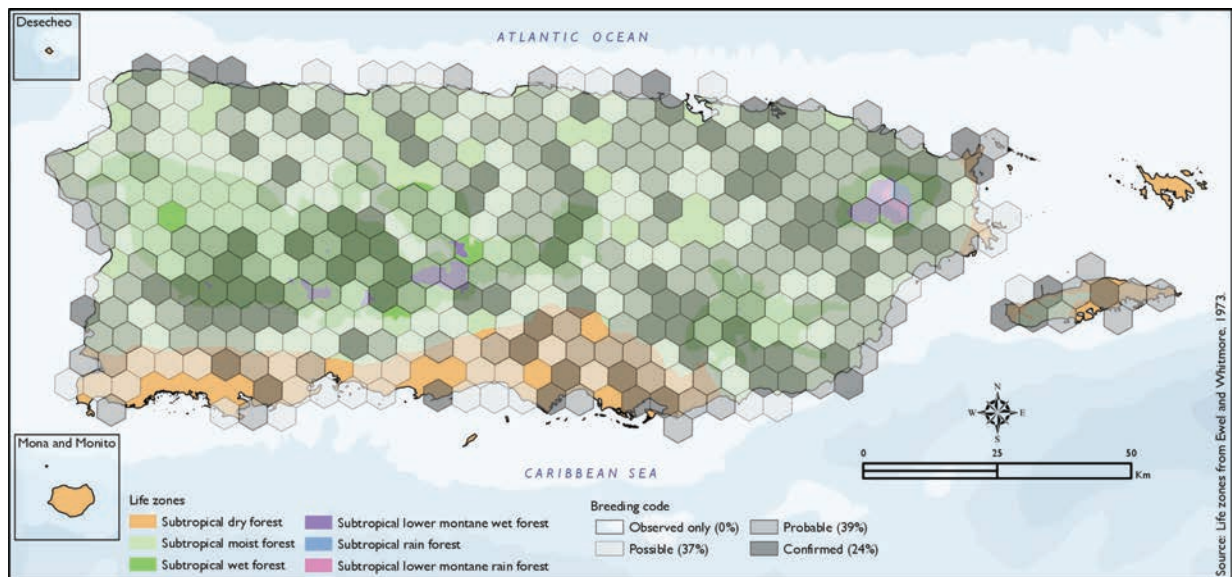 Desecheo
ATLANTIC OCEAN
N
W E
S
Mona and Monito
CARIBBEAN SEA
0 25 50
Km
Life zones
Subtropical dry forest
Subtropical moist forest
Subtropical wet forest
Subtropical lower montane wet forest
Subtropical rain forest
Subtropical lower montane rain forest
Breeding code
Observed only (0%)
Possible (37%)
Probable (39%)
Confirmed (24%)
Source: Life zones from Ewel and Whitmore, 1973.